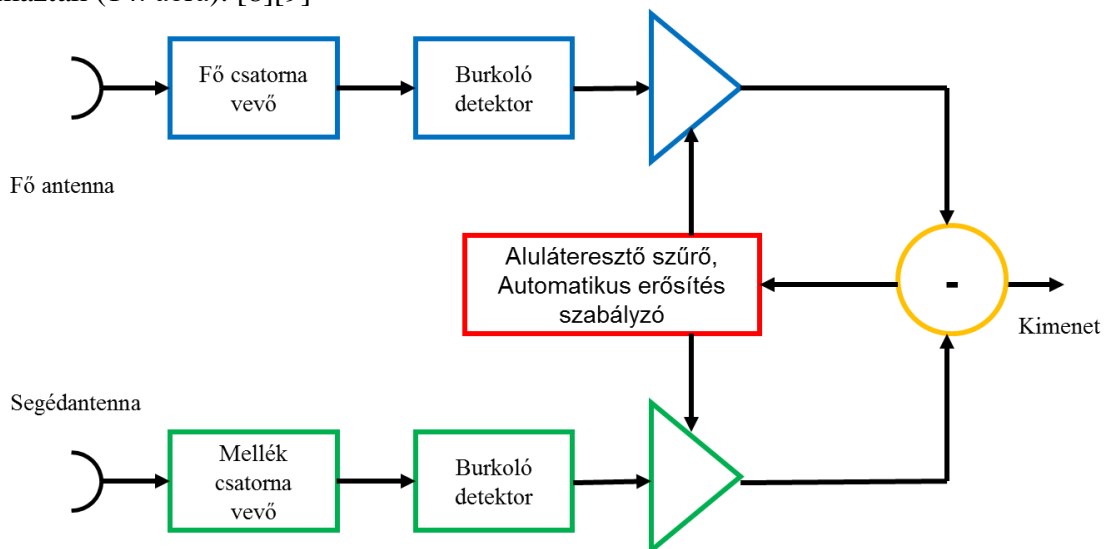 Fő csatorna
vevő
Burkoló
detektor
Fő antenna
Aluláteresztő szűrő,
Automatikus erősítés
szabályzó
-
Kimenet
Segédantenna
Mellék
csatorna
vevő
Burkoló
detektor